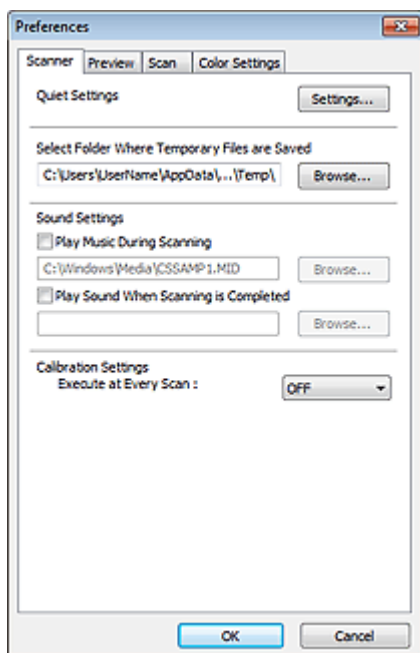 Preferences
Scanner Preview Scan Color Settings
Quiet Settings Settings...
Select Folder Where Temporary Files are Saved
C:\Users\UserName\AppData\,...\Temp\ Browse...
Sound Settings
Play Music During Scanning
C:\Windows\Media\CSSAMP1.MID Browse...
Play Sound When Scanning is Completed
Browse...
Calibration Settings
Execute at Every Scan : OFF
OK Cancel